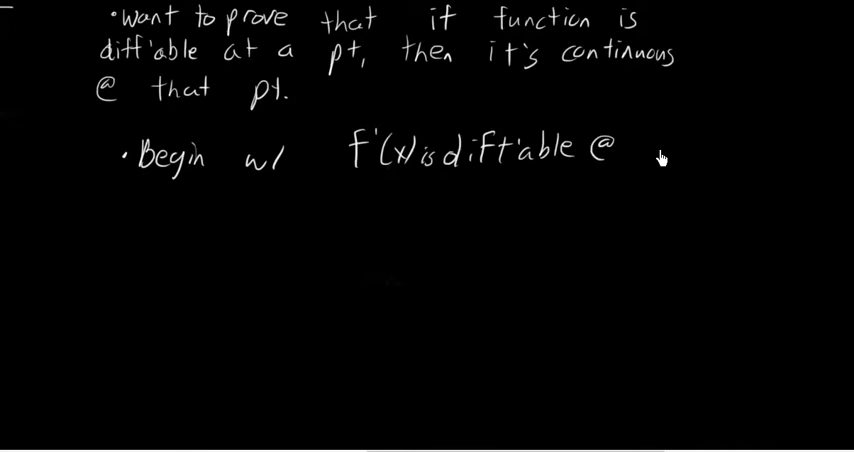 • want to prove that if function is
diff'able at a pt, then it's continuous
@ that pt.
• Begin w/ f'(x) is diff'able @